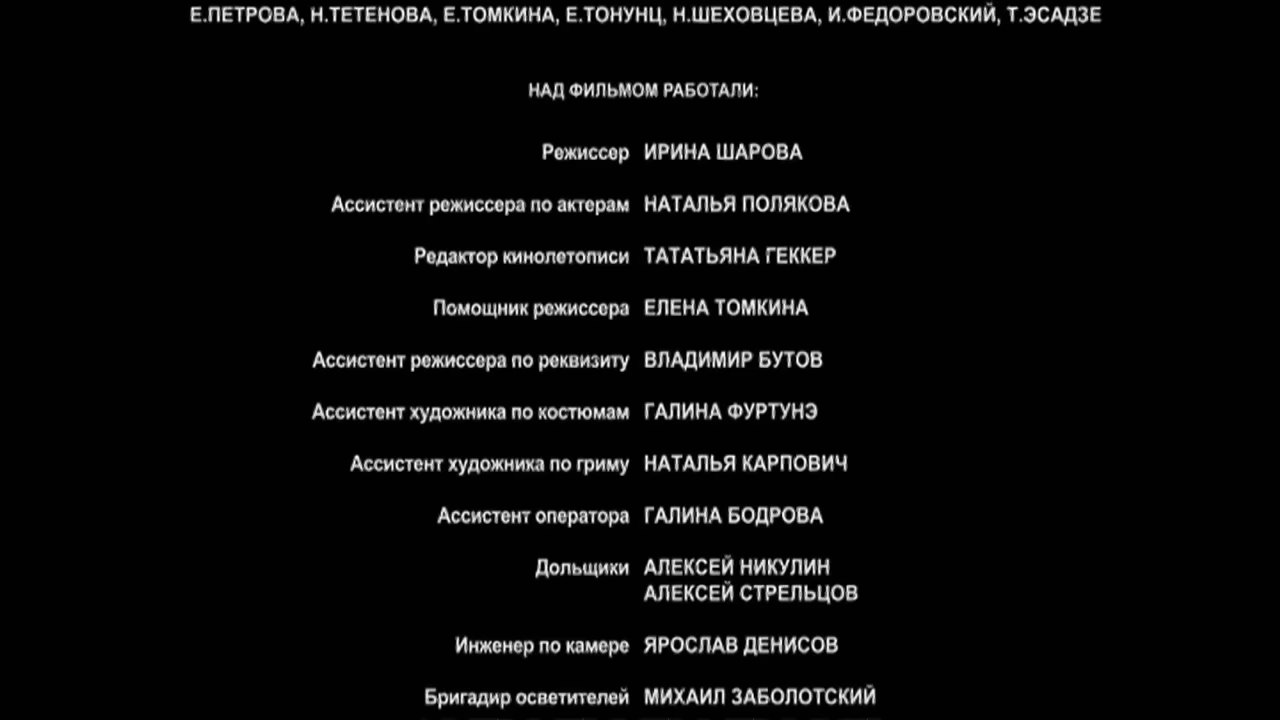 Е.ПЕТРОВА, Н.ТЕТЕНОВА, Е.ТОМКИНА, Е.ТОНУНЦ, Н.ШЕХОВЦЕВА, И.ФЕДОРОВСКИЙ, Т.ЭСАДЗЕ
НАД ФИЛЬМОМ РАБОТАЛИ:
Режиссер ИРИНА ШАРОВА
Ассистент режиссера по актерам НАТАЛЬЯ ПОЛЯКОВА
Редактор кинолетописи ТАТАТЬЯНА ГЕККЕР
Помощник режиссера ЕЛЕНА ТОМКИНА
Ассистент режиссера по реквизиту ВЛАДИМИР БУТОВ
Ассистент художника по костюмам ГАЛИНА ФУРТУНЭ
Ассистент художника по гриму НАТАЛЬЯ КАРПОВИЧ
Ассистент оператора ГАЛИНА БОДРОВА
Дольщики АЛЕКСЕЙ НИКУЛИН
АЛЕКСЕЙ СТРЕЛЬЦОВ
Инженер по камере ЯРОСЛАВ ДЕНИСОВ
Бригадир осветителей МИХАИЛ ЗАБОЛОТСКИЙ